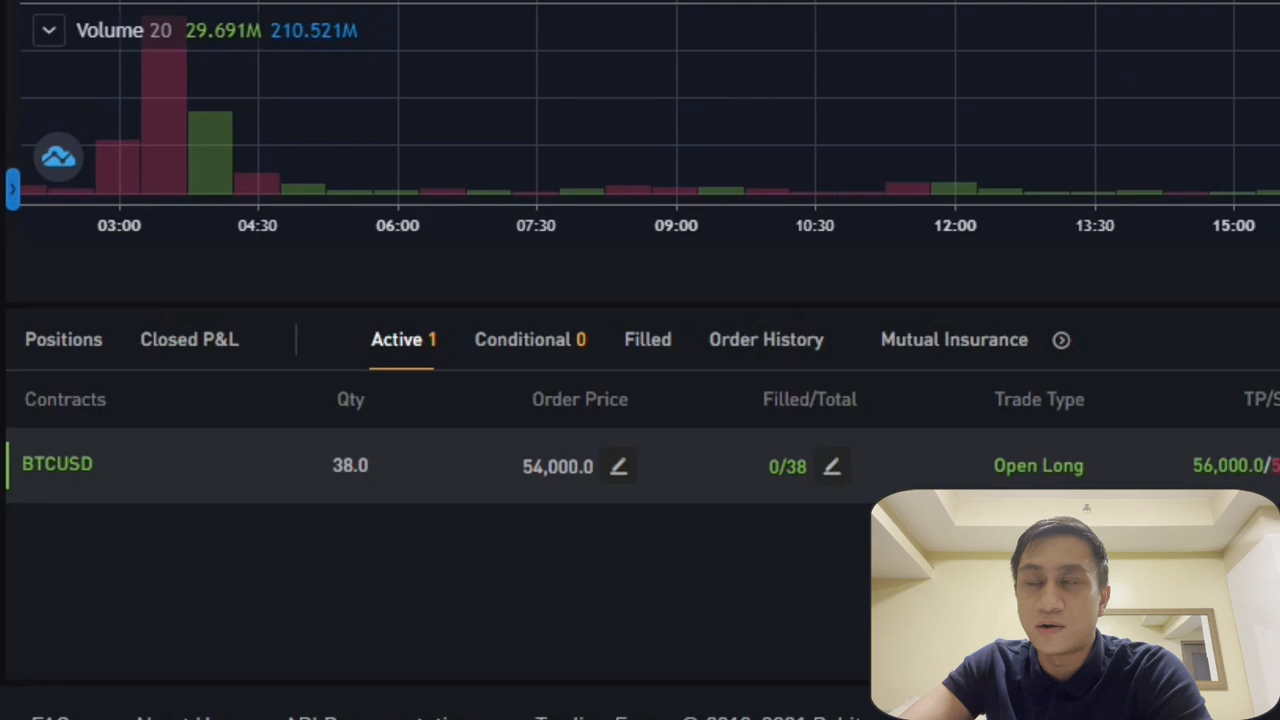 Volume 20 29.691M 210.521M
03:00 04:30 06:00 07:30 09:00 10:30 12:00 13:30 15:00
Positions Closed P&L Active 1 Conditional 0 Filled Order History Mutual Insurance
Contracts Qty Order Price Filled/Total Trade Type TP/S
BTCUSD 38.0 54,000.0 0/38 Open Long 56,000.0/5